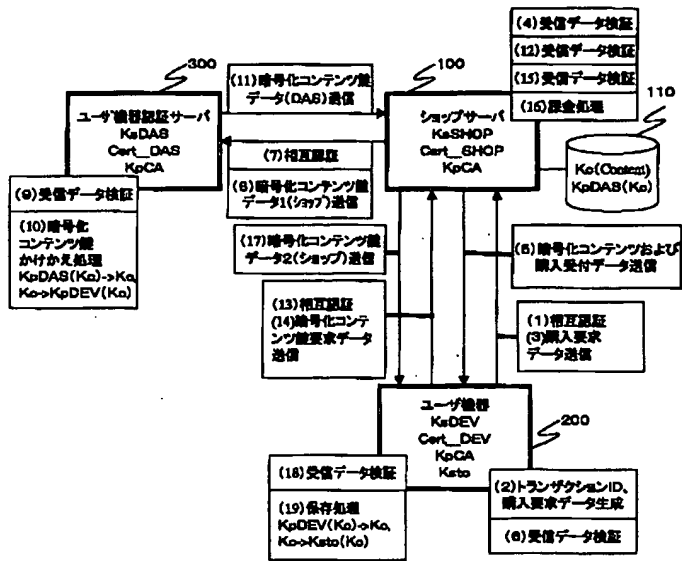 (4)受信データ検証
(12)受信データ検証
(15)受信データ検証
(16)課金処理
300
(11)暗号化コンテンツ鍵
データ(DAS)送信
100
110
ユーザ機器認証サーバ
KsDAS
Cert_DAS
KpCA
ショップサーバ
KsSHOP
Cert_SHOP
KpCA
Kc(Content)
KpDAS(Kc)
(7)相互認証
(8)暗号化コンテンツ鍵
データ1(ショップ)送信
(9)受信データ検証
(10)暗号化
コンテンツ鍵
かけかえ処理
KpDAS(Kc)->Kc,
Kc->KpDEV(Kc)
(17)暗号化コンテンツ鍵
データ2(ショップ)送信
(5)暗号化コンテンツおよび
購入受付データ送信
(13)相互認証
(14)暗号化コンテ
ンツ鍵要求データ
送信
(1)相互認証
(3)購入要求
データ送信
ユーザ機器
KsDEV
Cert_DEV
KpCA
Ksto
200
(18)受信データ検証
(19)保存処理
KpDEV(Kc)->Kc,
Kc->Ksto(Kc)
(2)トランザクションID、
購入要求データ生成
(6)受信データ検証